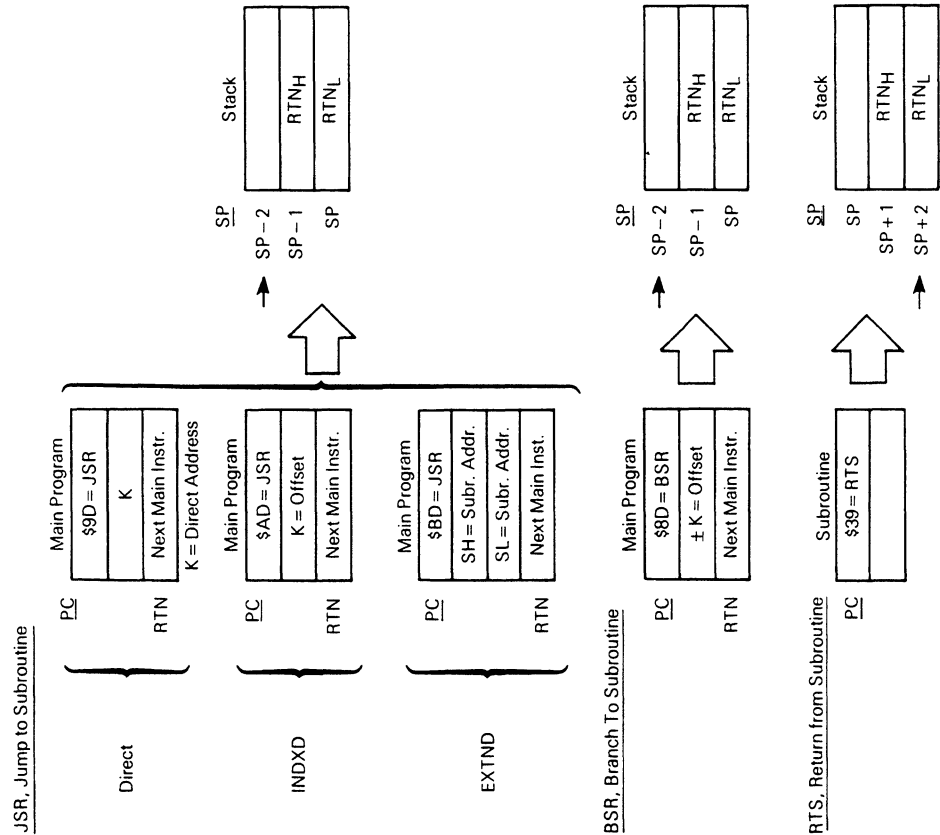 JSR, Jump to Subroutine
Direct
PC
RTN
Main Program
$9D = JSR
K
Next Main Instr.
K = Direct Address
INDXD
PC
RTN
Main Program
$AD = JSR
K = Offset
Next Main Instr.
EXTND
PC
RTN
Main Program
$BD = JSR
SH = Subr. Addr.
SL = Subr. Addr.
Next Main Inst.
SP
SP – 2
SP – 1
SP
Stack
RTNH
RTNL
BSR, Branch To Subroutine
PC
RTN
Main Program
$8D = BSR
± K = Offset
Next Main Instr.
SP
SP – 2
SP – 1
SP
Stack
RTNH
RTNL
RTS, Return from Subroutine
PC
Subroutine
$39 = RTS
SP
SP
SP + 1
SP + 2
Stack
RTNH
RTNL